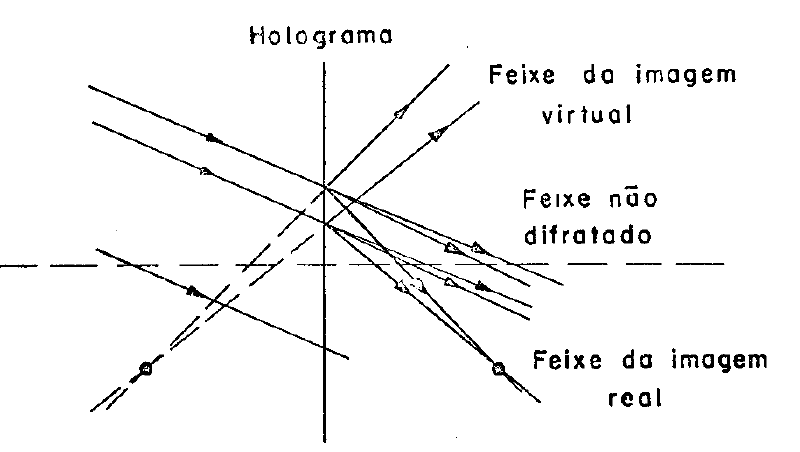 Holograma
Feixe da imagem
virtual
Feixe não
difratado
Feixe da imagem
real